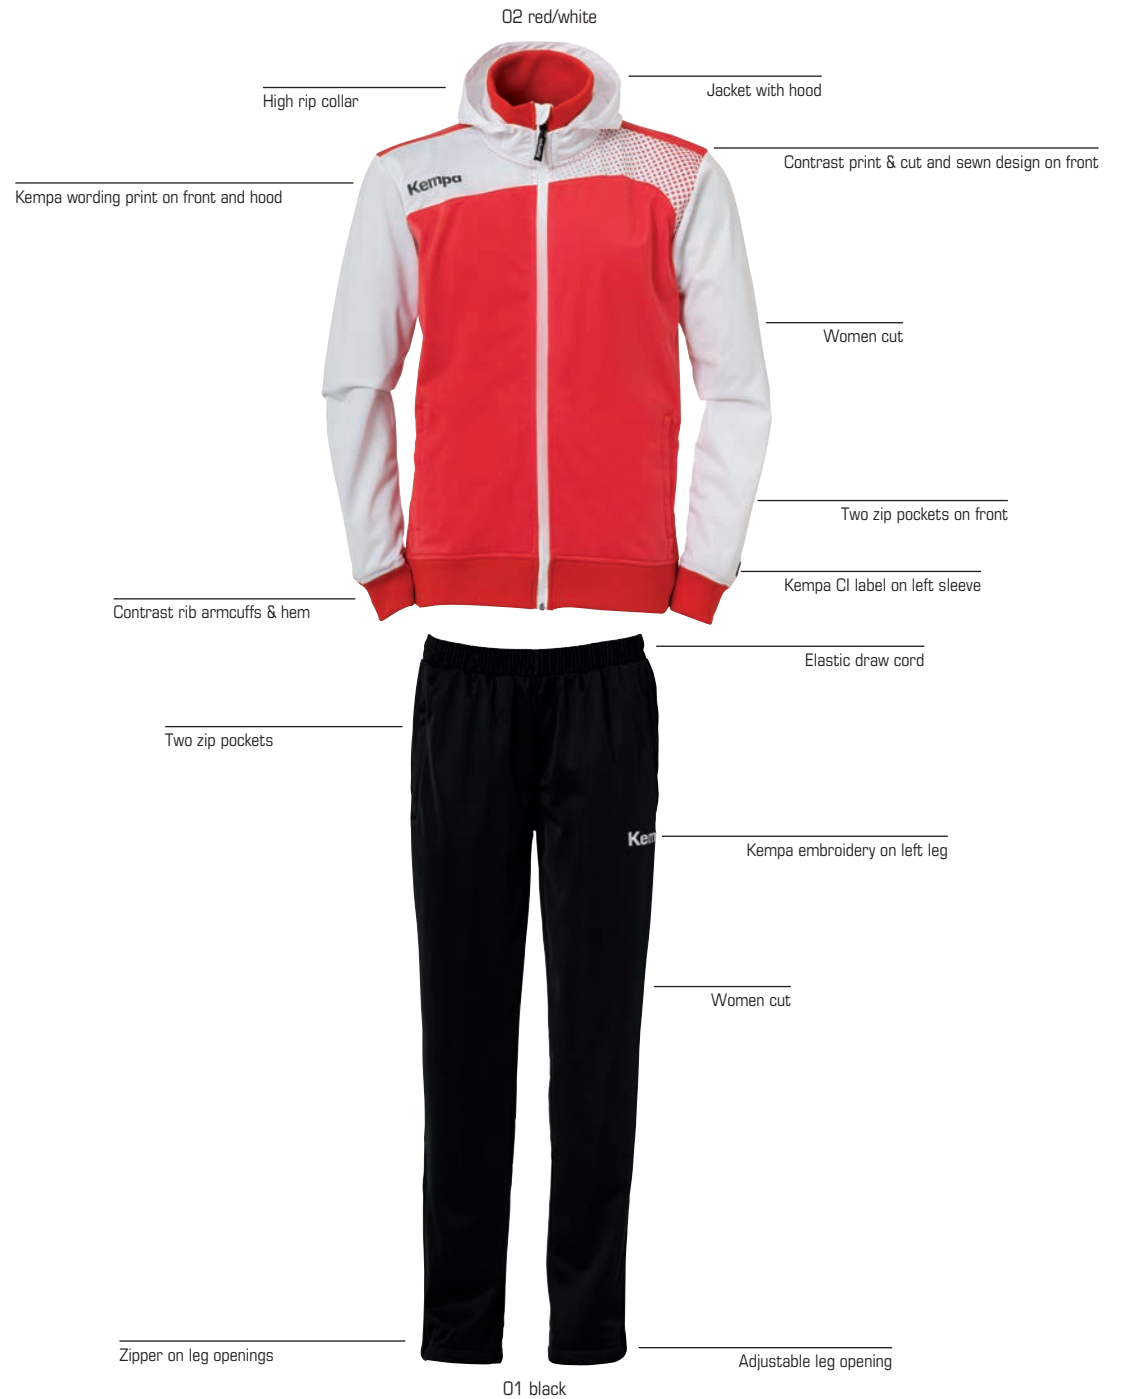 02 red/white
High rip collar
Jacket with hood
Contrast print & cut and sewn design on front
Kempa wording print on front and hood
Kempa
Women cut
Two zip pockets on front
Kempa CI label on left sleeve
Contrast rib armcuffs & hem
Elastic draw cord
Two zip pockets
Kem
Kempa embroidery on left leg
Women cut
Zipper on leg openings
Adjustable leg opening
01 black